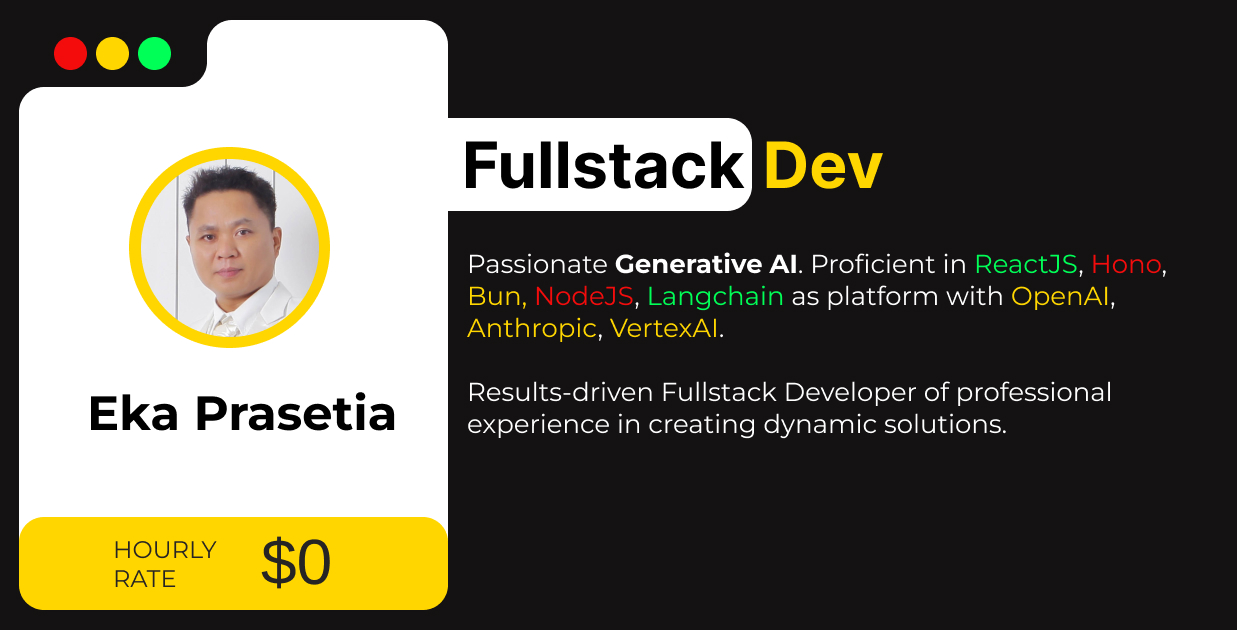 Fullstack Dev
Passionate Generative AI. Proficient in ReactJS, Hono,
Bun, NodeJS, Langchain as platform with OpenAI,
Anthropic, VertexAI.
Results-driven Fullstack Developer of professional
experience in creating dynamic solutions.
Eka Prasetia
HOURLY
RATE
$0